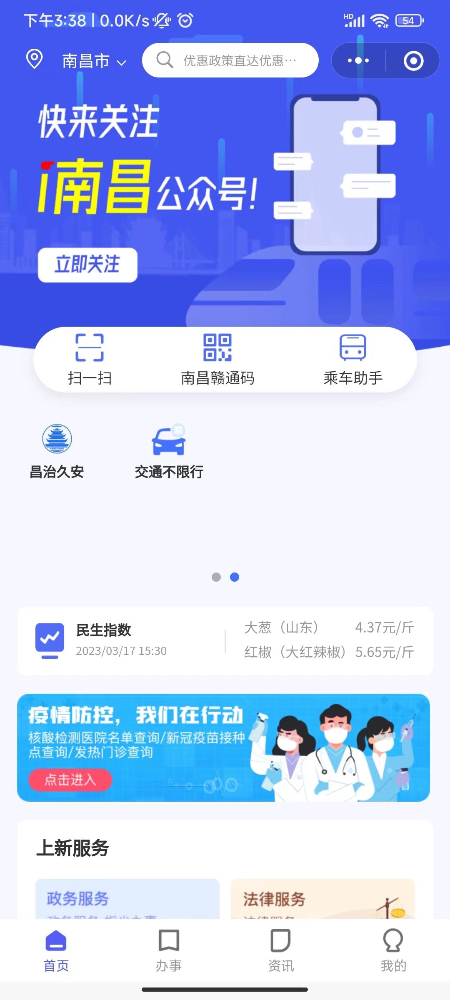 下午3:38 | 0.0K/s
HD
54
南昌市
优惠政策直达优惠…
快来关注
i南昌公众号!
立即关注
扫一扫
南昌赣通码
乘车助手
限
NANCHANG
昌治久安
交通不限行
民生指数
2023/03/17 15:30
大葱（山东） 4.37元/斤
红椒（大红辣椒） 5.65元/斤
疫情防控，我们在行动
核酸检测医院名单查询/新冠疫苗接种
点查询/发热门诊查询
点击进入
上新服务
政务服务
法律服务
首页
办事
资讯
我的